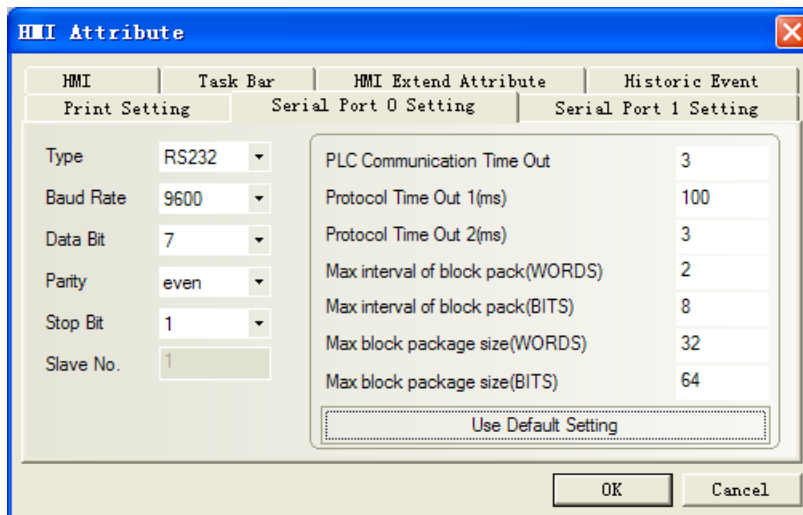 HMI Attribute
HMI Task Bar HMI Extend Attribute Historic Event
Print Setting Serial Port 0 Setting Serial Port 1 Setting
Type RS232
Baud Rate 9600
Data Bit 7
Parity even
Stop Bit 1
Slave No. 1
PLC Communication Time Out 3
Protocol Time Out 1(ms) 100
Protocol Time Out 2(ms) 3
Max interval of block pack(WORDS) 2
Max interval of block pack(BITS) 8
Max block package size(WORDS) 32
Max block package size(BITS) 64
Use Default Setting
OK Cancel